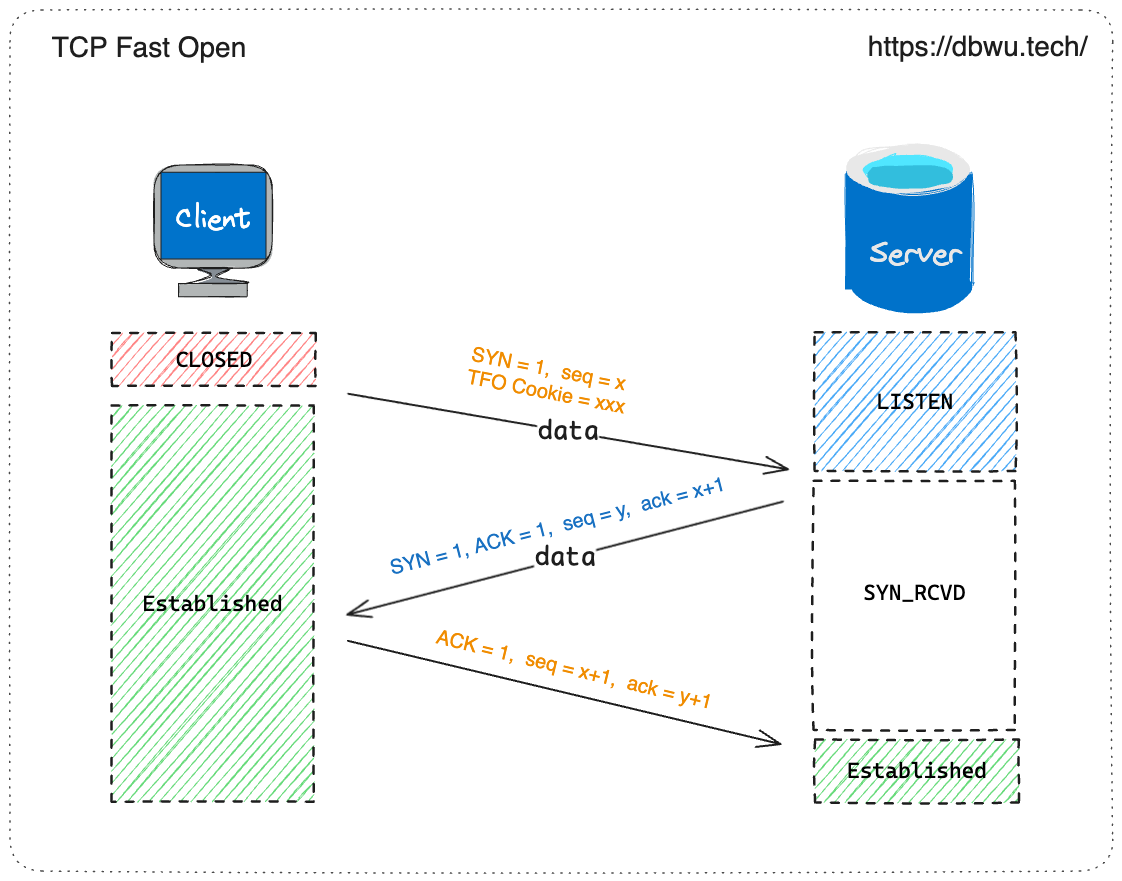 TCP Fast Open
https://dbwu.tech/
Client
Server
CLOSED
SYN = 1, seq = x
TFO Cookie = xxx
data
LISTEN
SYN = 1, ACK = 1, seq = y, ack = x+1
data
Established
SYN_RCVD
ACK = 1, seq = x+1, ack = y+1
Established